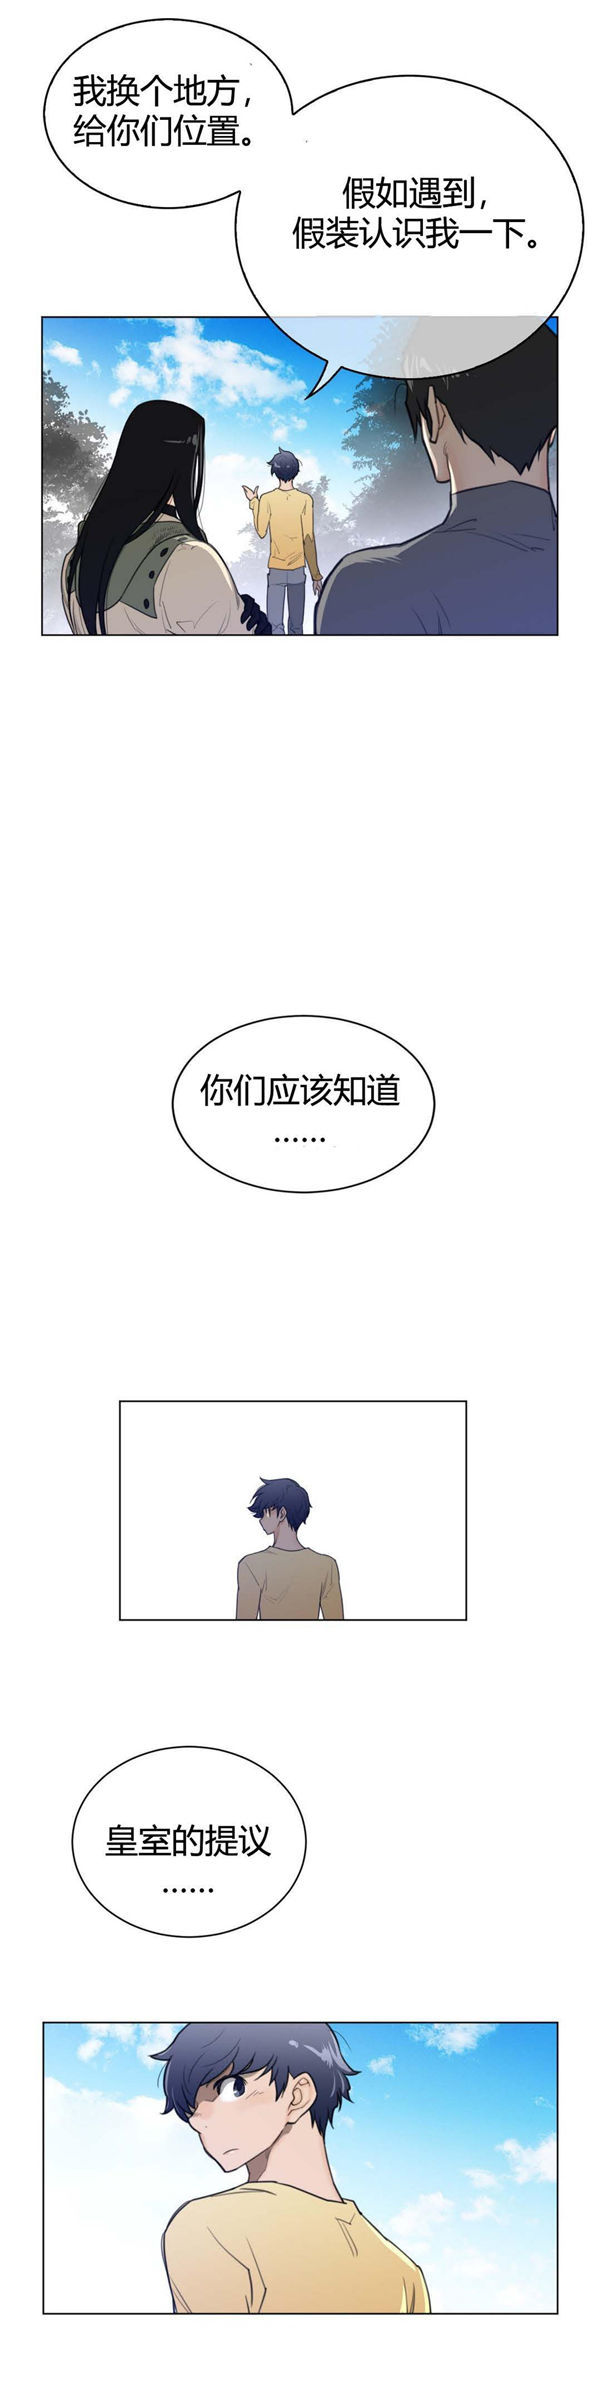 我换个地方，
给你们位置。
假如遇到，
假装认识我一下。
你们应该知道
……
皇室的提议
……